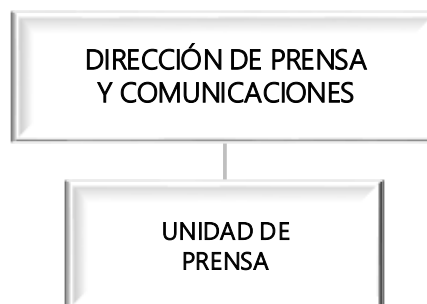 DIRECCIÓN DE PRENSA
Y COMUNICACIONES
UNIDAD DE
PRENSA